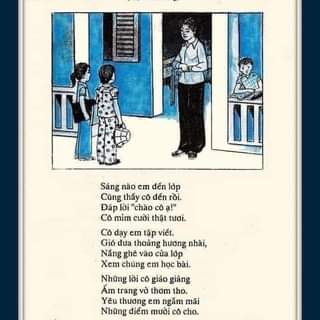 Sáng nào em đến lớp
Cũng thấy cô đến rồi.
Đáp lời "chào cô ạ!"
Cô mỉm cười thật tươi.
Cô dạy em tập viết.
Gió đưa thoảng hương nhài,
Nắng ghé vào cửa lớp
Xem chúng em học bài.
Những lời cô giáo giảng
Ấm trang vở thơm tho.
Yêu thương em ngắm mãi
Những điểm mười cô cho.